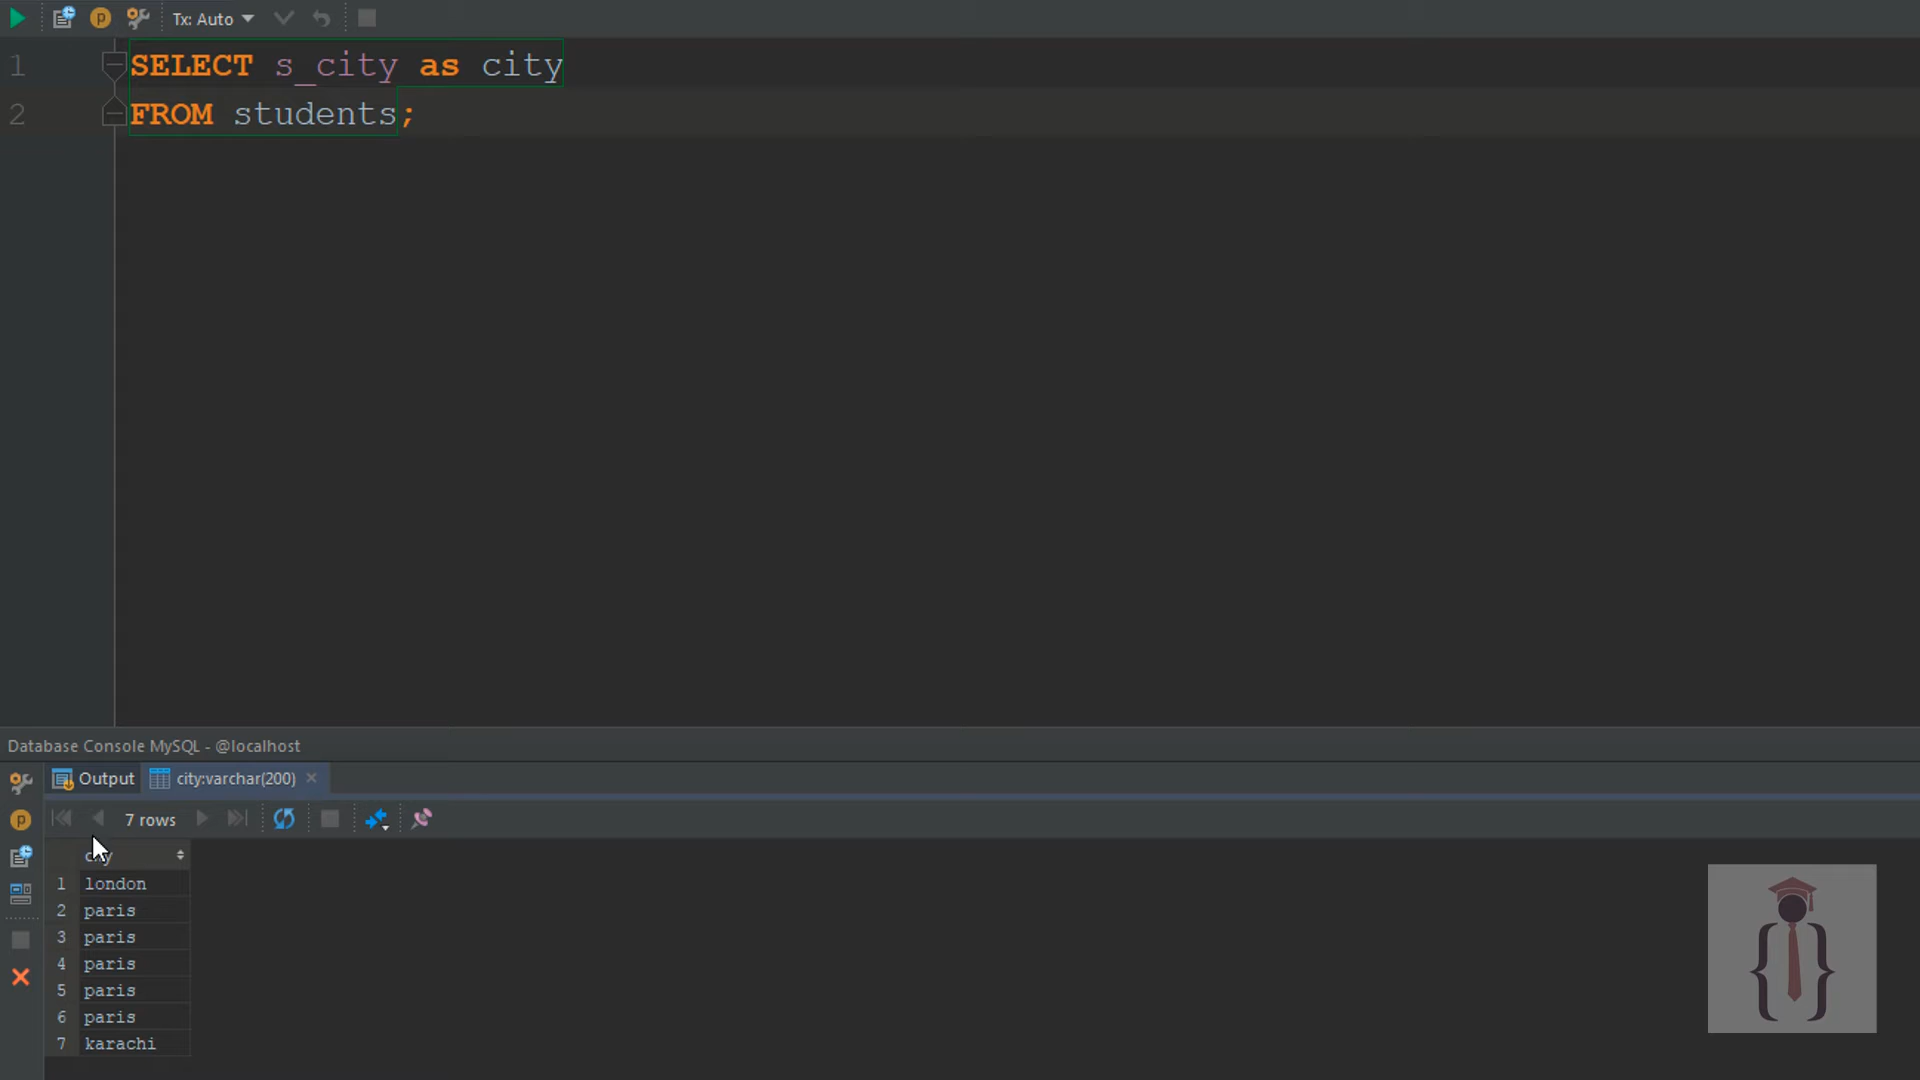 Tx: Auto
1 SELECT s_city as city
2 FROM students;
Database Console MySQL - @localhost
Output city:varchar(200)
7 rows
city
1 london
2 paris
3 paris
4 paris
5 paris
6 paris
7 karachi